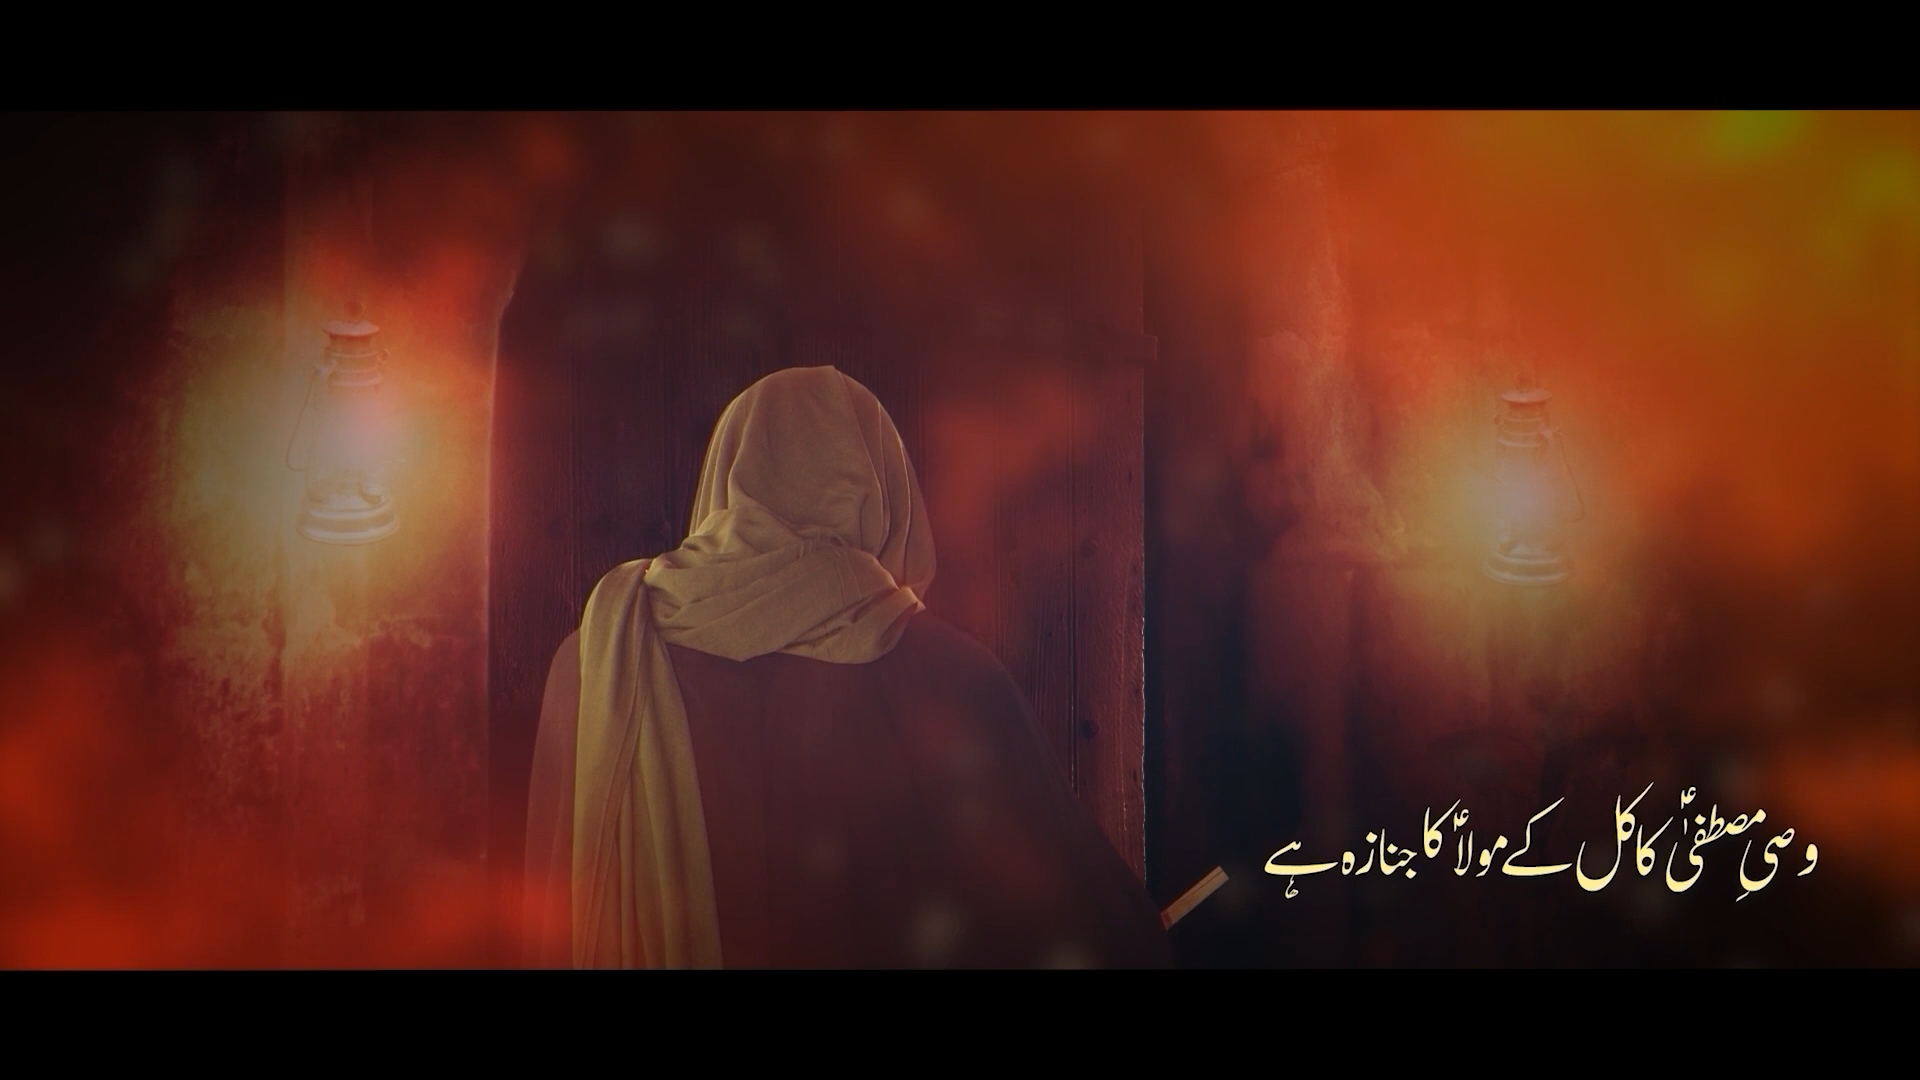 وصیِ مصطفیٰؑ کا کل کے مولاؑ کا جنازہ ہے